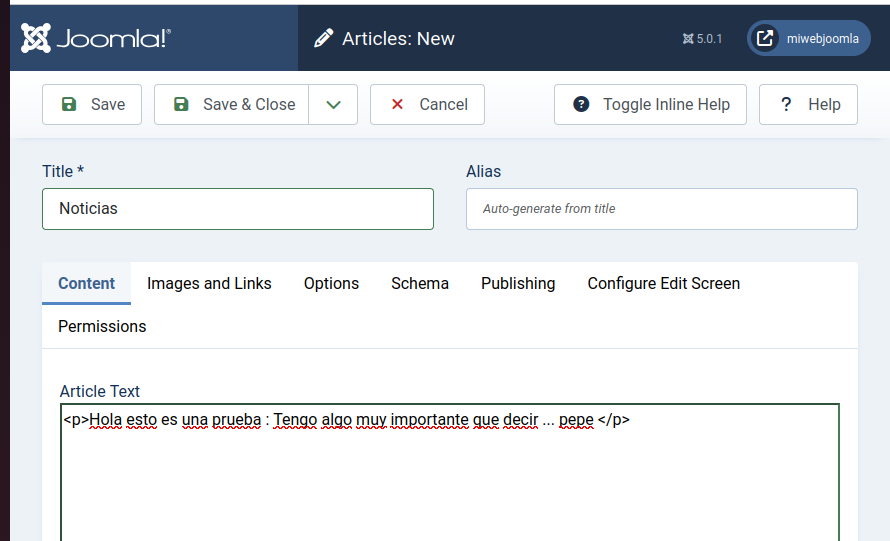 Joomla!® Articles: New 5.0.1 miwebjoomla
Save Save & Close Cancel ? Toggle Inline Help ? Help
Title * Alias
Noticias Auto-generate from title
Content Images and Links Options Schema Publishing Configure Edit Screen
Permissions
Article Text
<p>Hola esto es una prueba : Tengo algo muy importante que decir ... pepe </p>